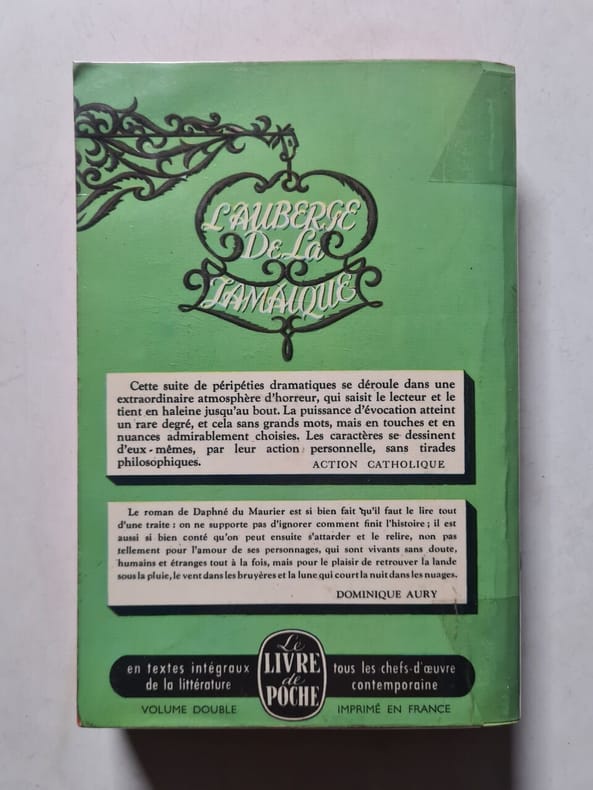 L'AUBERGE
De La
JAMAÏQUE
Cette suite de péripéties dramatiques se déroule dans une
extraordinaire atmosphère d'horreur, qui saisit le lecteur et le
tient en haleine jusqu'au bout. La puissance d'évocation atteint
un rare degré, et cela sans grands mots, mais en touches et en
nuances admirablement choisies. Les caractères se dessinent
d'eux-mêmes, par leur action personnelle, sans tirades
philosophiques. ACTION CATHOLIQUE
Le roman de Daphné du Maurier est si bien fait qu'il faut le lire tout
d'une traite : on ne supporte pas d'ignorer comment finit l'histoire ; il est
aussi si bien conté qu'on peut ensuite s'attarder et le relire, non pas
tellement pour l'amour de ses personnages, qui sont vivants sans doute,
humains et étranges tout à la fois, mais pour le plaisir de retrouver la lande
sous la pluie, le vent dans les bruyères et la lune qui court la nuit dans les nuages.
DOMINIQUE AURY
en textes intégraux
de la littérature
Le
LIVRE
de
POCHE
tous les chefs-d'œuvre
contemporaine
VOLUME DOUBLE
IMPRIMÉ EN FRANCE